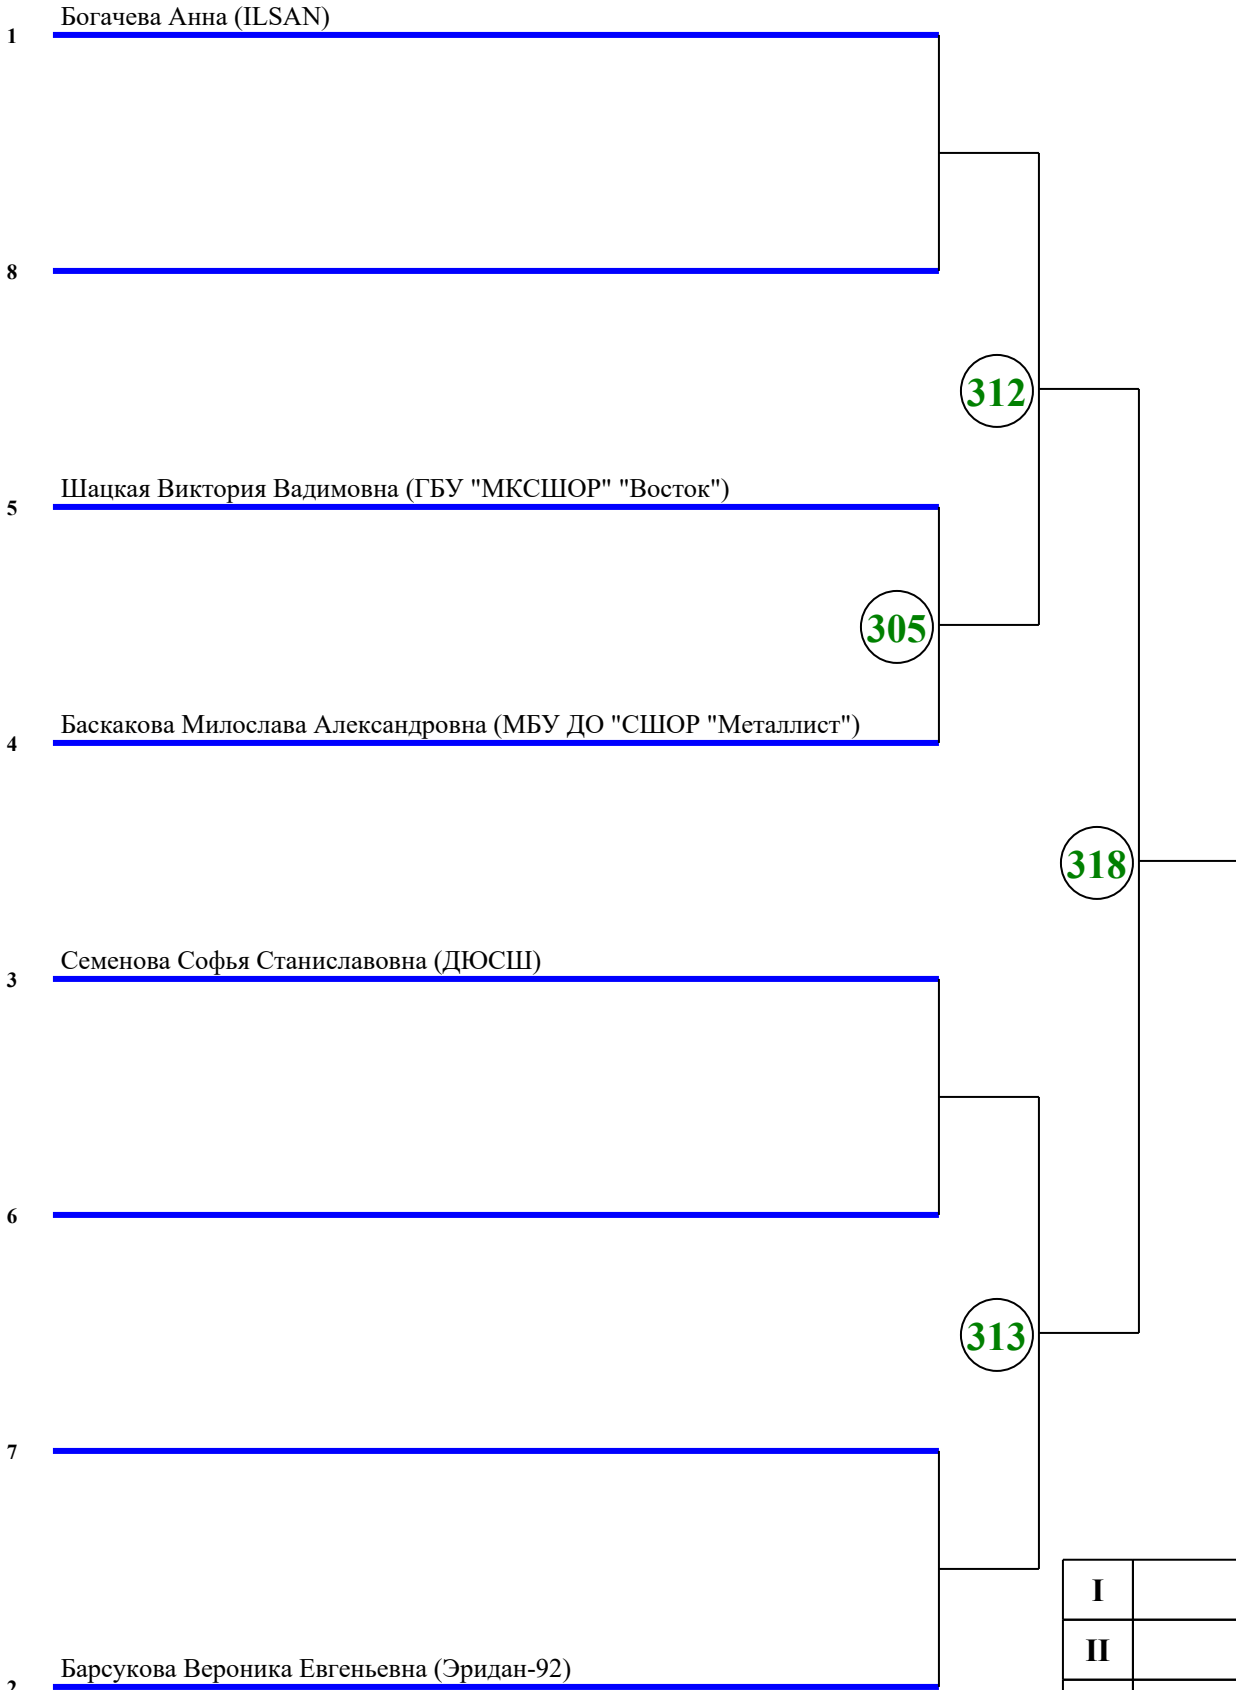 Богачева Анна (ILSAN)
1
8
312
Шацкая Виктория Вадимовна (ГБУ "МКСШОР" "Восток")
5
305
Баскакова Милослава Александровна (МБУ ДО "СШОР "Металлист")
4
318
Семенова Софья Станиславовна (ДЮСШ)
3
6
313
7
I
II
Барсукова Вероника Евгеньевна (Эридан-92)
2